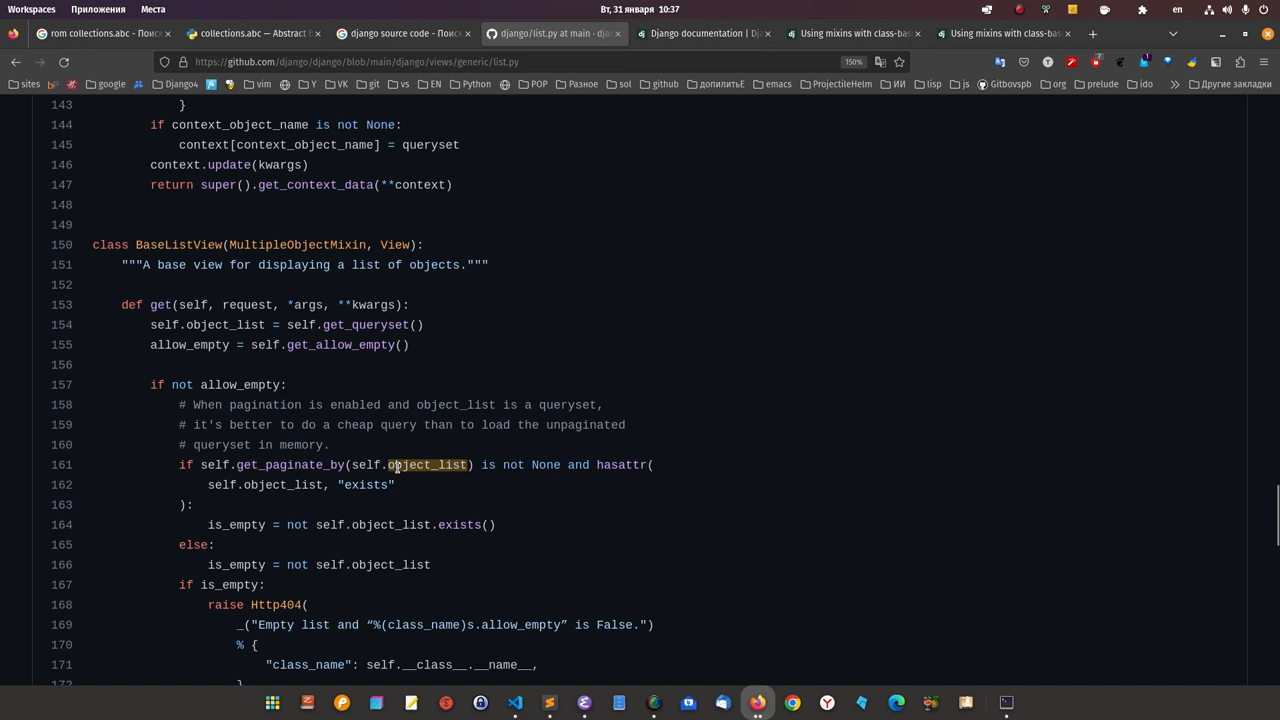 Workspaces Приложения Места Вт, 31 января 10:37 en
rom collections.abc - Поиск collections.abc — Abstract django source code - Поиск django/list.py at main · djan Django documentation | Dj Using mixins with class-bas Using mixins with class-bas
https://github.com/django/django/blob/main/django/views/generic/list.py 150%
sites google Django4 vim Y VK git vs EN Python POP Разное sol github допилитьЕ emacs ProjectileHelm ИИ lisp js Gitbovspb org prelude ido Другие закладки
143 }
144 if context_object_name is not None:
145 context[context_object_name] = queryset
146 context.update(kwargs)
147 return super().get_context_data(**context)
148
149
150 class BaseListView(MultipleObjectMixin, View):
151 """A base view for displaying a list of objects."""
152
153 def get(self, request, *args, **kwargs):
154 self.object_list = self.get_queryset()
155 allow_empty = self.get_allow_empty()
156
157 if not allow_empty:
158 # When pagination is enabled and object_list is a queryset,
159 # it's better to do a cheap query than to load the unpaginated
160 # queryset in memory.
161 if self.get_paginate_by(self.object_list) is not None and hasattr(
162 self.object_list, "exists"
163 ):
164 is_empty = not self.object_list.exists()
165 else:
166 is_empty = not self.object_list
167 if is_empty:
168 raise Http404(
169 _("Empty list and “%(class_name)s.allow_empty” is False.")
170 % {
171 "class_name": self.__class__.__name__,
172 }